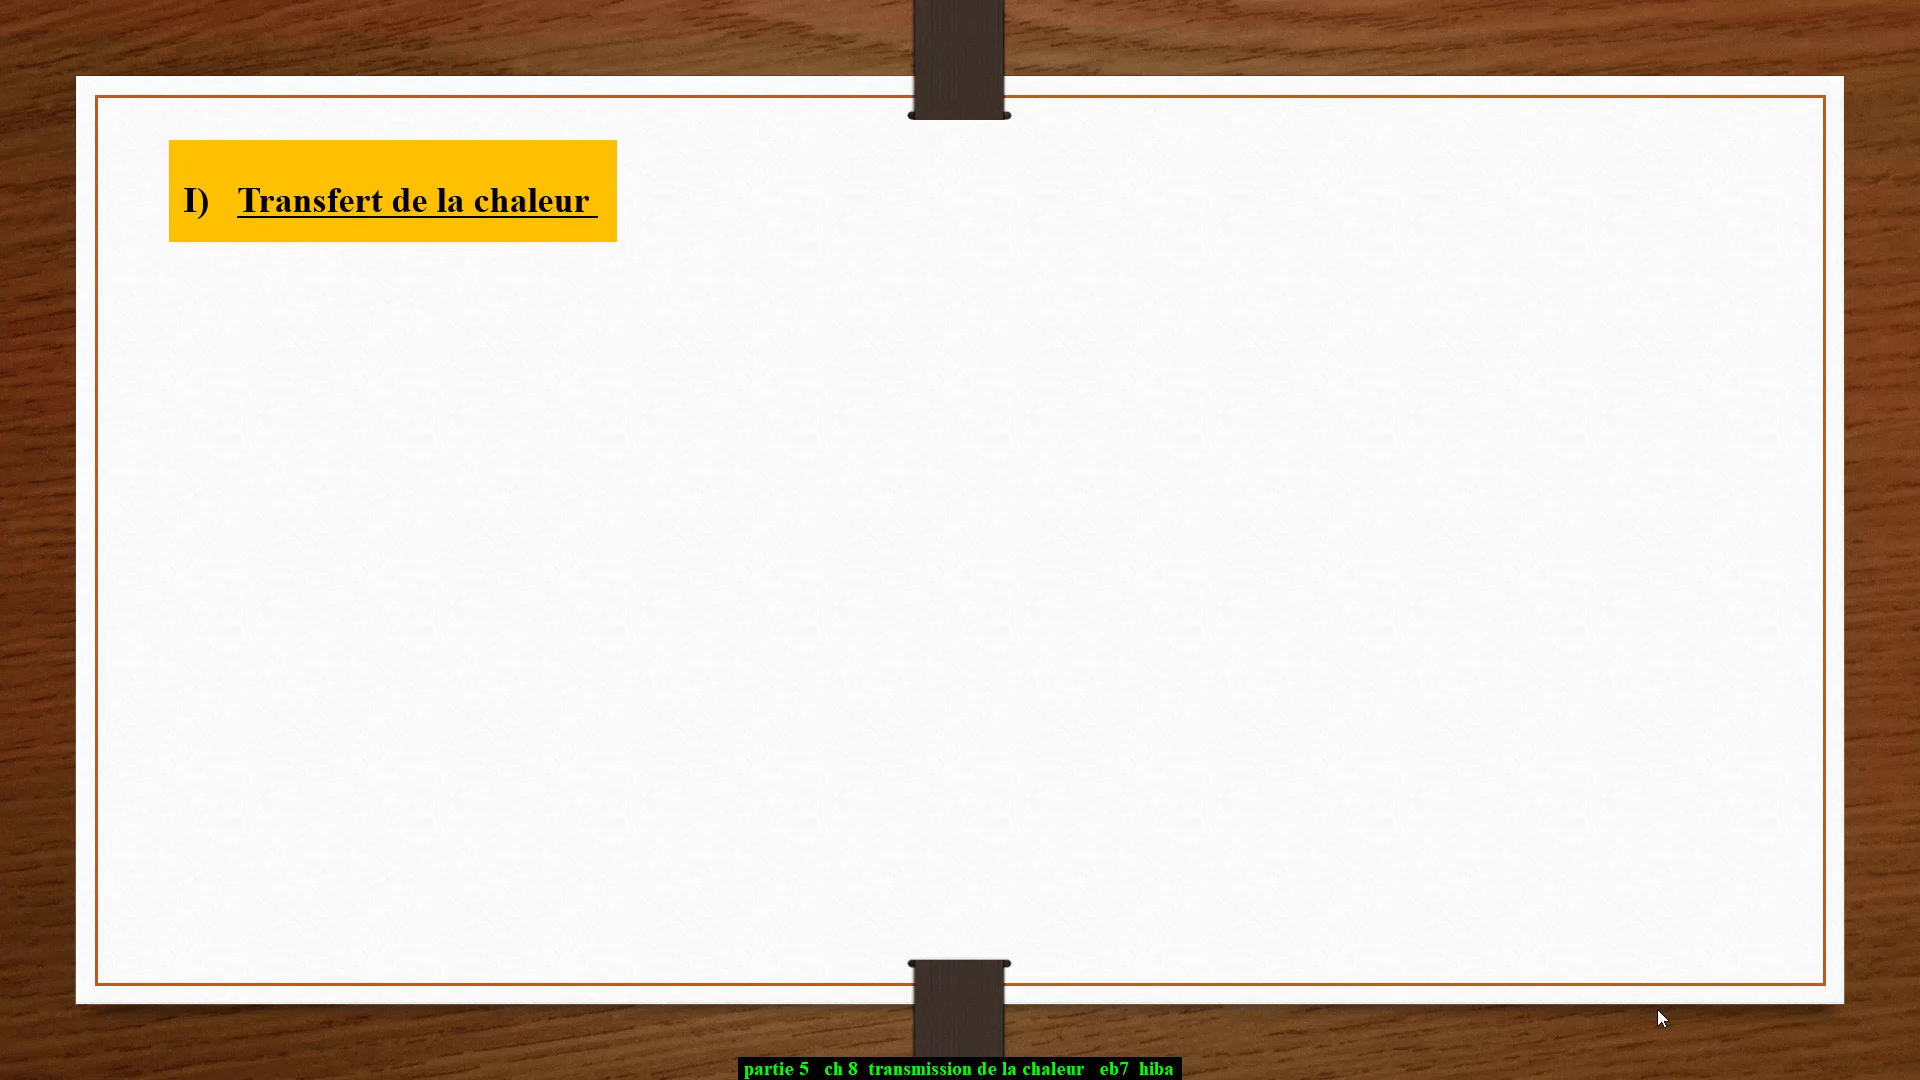 I) Transfert de la chaleur
partie 5 ch 8 transmission de la chaleur eb7 hiba